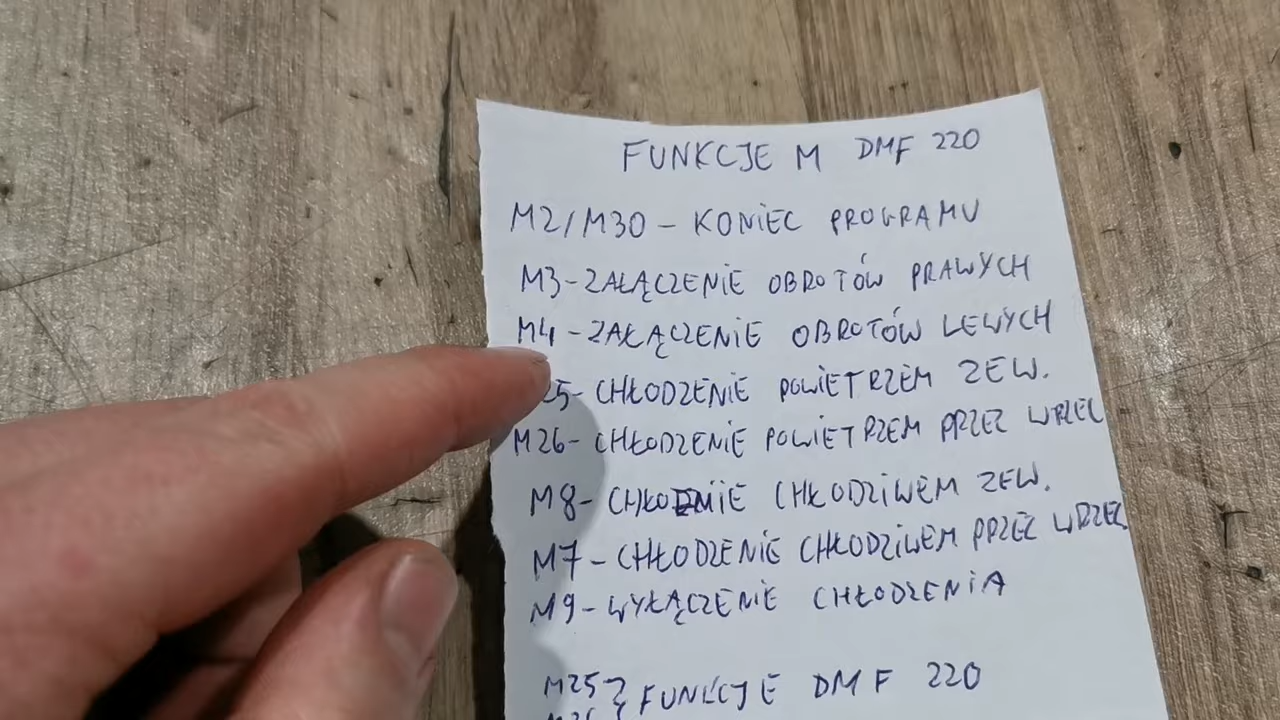 FUNKCJE M DMF 220
M2/M30 - KONIEC PROGRAMU
M3 - ZAŁĄCZENIE OBROTÓW PRAWYCH
M4 - ZAŁĄCZENIE OBROTÓW LEWYCH
25 - CHŁODZENIE POWIETRZEM ZEW.
M26 - CHŁODZENIE POWIETRZEM PRZEZ WRZEC
M8 - CHŁODZIWEM ZEW.
M7 - CHŁODZENIE CHŁODZIWEM PRZEZ WRZEC
M9 - WYŁĄCZENIE CHŁODZENIA
M25 } FUNKCJE DMF 220